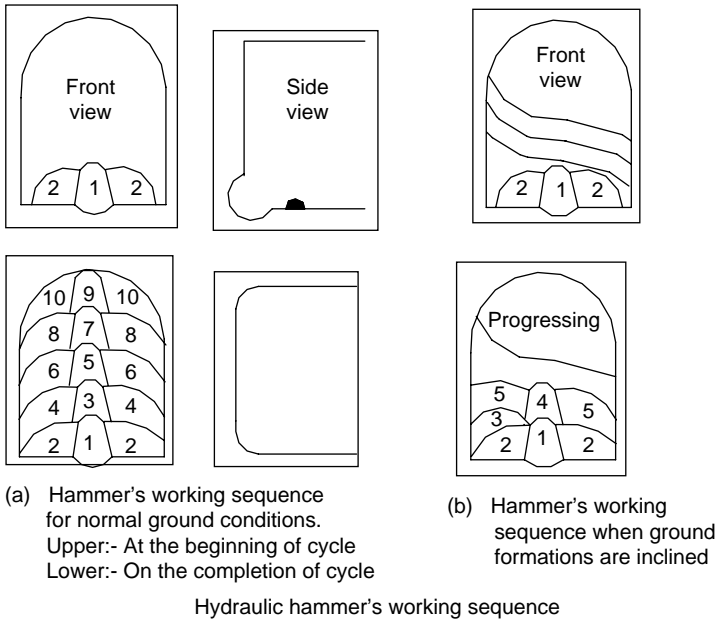 Front
view
2 1 2
Side
view
Front
view
2 1 2
10 9 10
8 7 8
6 5 6
4 3 4
2 1 2
Progressing
5 4 5
3
2 1 2
(a) Hammer's working sequence
for normal ground conditions.
Upper:- At the beginning of cycle
Lower:- On the completion of cycle
(b) Hammer's working
sequence when ground
formations are inclined
Hydraulic hammer's working sequence